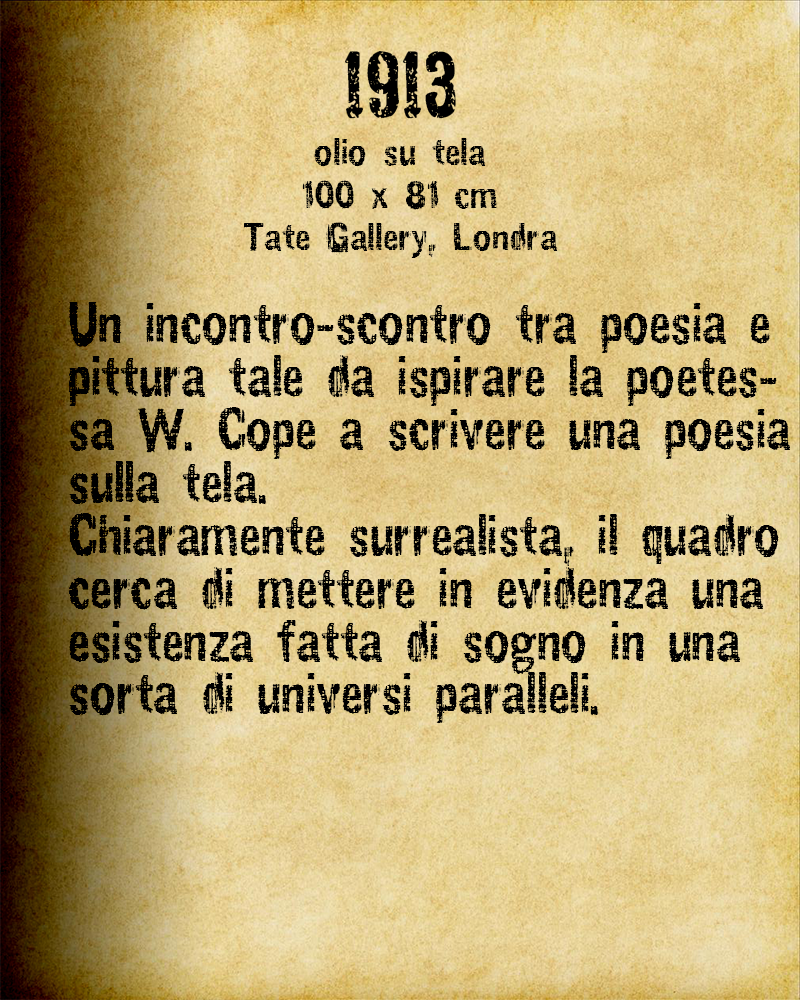 1913
olio su tela
100 x 81 cm
Tate Gallery, Londra
Un incontro-scontro tra poesia e
pittura tale da ispirare la poetes-
sa W. Cope a scrivere una poesia
sulla tela.
Chiaramente surrealista, il quadro
cerca di mettere in evidenza una
esistenza fatta di sogno in una
sorta di universi paralleli.